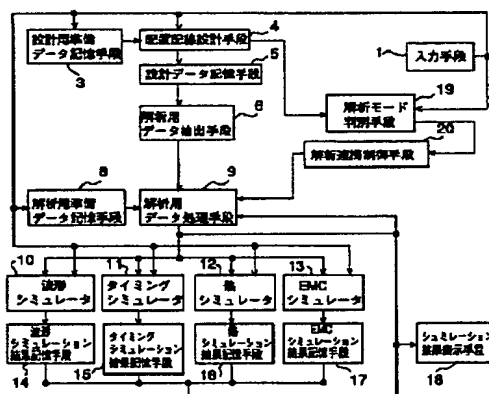 設計用準備
データ記憶手段
3
配置配線設計手段
4
5
設計データ記憶手段
1
入力手段
6
解析用
データ抽出手段
19
解析モード
判別手段
20
解析連携制御手段
8
解析用準備
データ記憶手段
9
解析用
データ処理手段
10
波形
シミュレータ
11
タイミング
シミュレータ
12
熱
シミュレータ
13
EMC
シミュレータ
波形
シミュレーション
結果記憶手段
14
タイミング
シミュレーション
結果記憶手段
15
熱
シミュレーション
結果記憶手段
16
EMC
シミュレーション
結果記憶手段
17
シュミレーション
結果表示手段
18